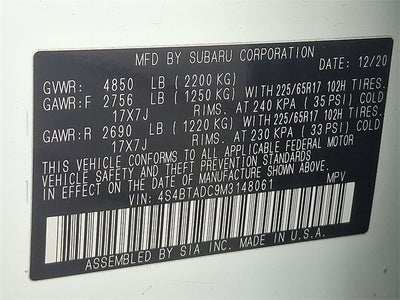 MFD BY SUBARU CORPORATION 12/20
GVWR: 4850 LB (2200 KG)
GAWR:F 2756 LB (1250 KG) WITH 225/65R17 102H TIRES.
17X7J RIMS. AT 240 KPA (35 PSI) COLD
GAWR:R 2690 LB (1220 KG) WITH 225/65R17 102H TIRES.
17X7J RIMS. AT 230 KPA (33 PSI) COLD
THIS VEHICLE CONFORMS TO ALL APPLICABLE FEDERAL MOTOR
VEHICLE SAFETY AND THEFT PREVENTION STANDARDS
IN EFFECT ON THE DATE OF MANUFACTURE SHOWN ABOVE.
VIN: 4S4BTADC9M3148061 MPV
ASSEMBLED BY SIA INC. MADE IN U.S.A.